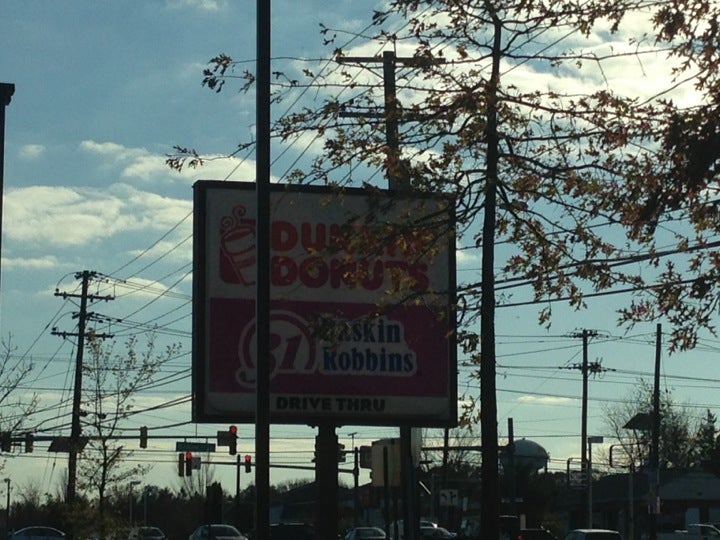 DUNKIN'
DONUTS
31 Baskin
Robbins
DRIVE THRU